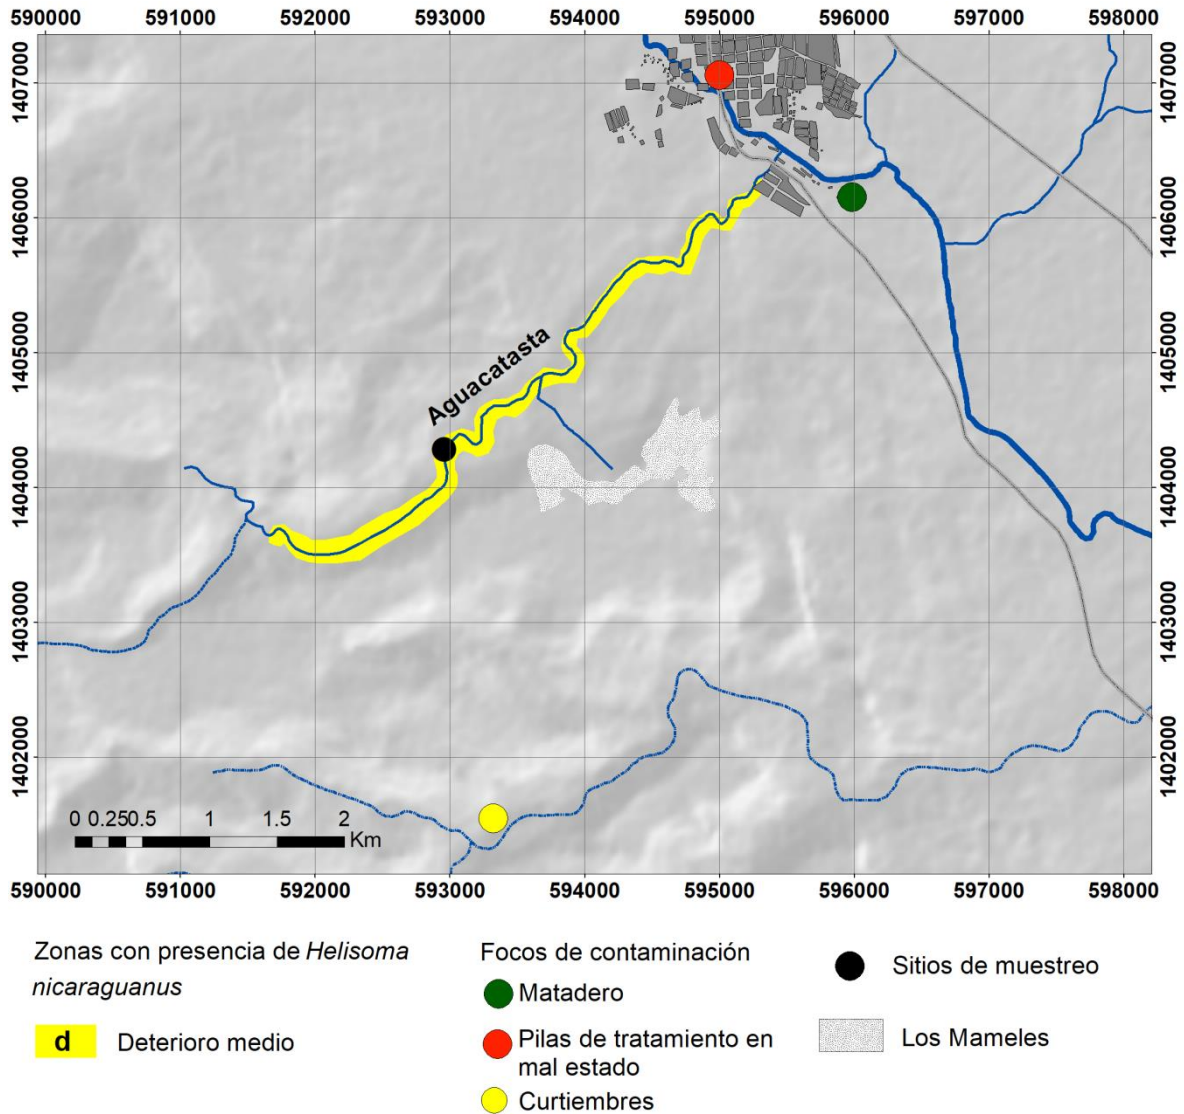 590000 591000 592000 593000 594000 595000 596000 597000 598000
1407000 1407000
1406000 1406000
1405000 1405000
Aguacatasta
1404000 1404000
1403000 1403000
1402000 1402000
0 0.25 0.5 1 1.5 2
Km
590000 591000 592000 593000 594000 595000 596000 597000 598000
Zonas con presencia de Helisoma
nicaraguanus
d Deterioro medio
Focos de contaminación
Matadero
Pilas de tratamiento en
mal estado
Curtiembres
Sitios de muestreo
Los Mameles